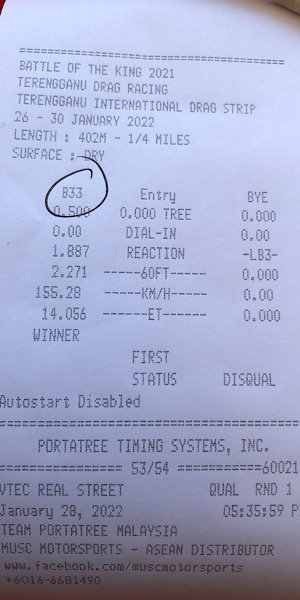 ================================
BATTLE OF THE KING 2021
TERENGGANU DRAG RACING
TERENGGANU INTERNATIONAL DRAG STRIP
26 - 30 JANUARY 2022
LENGTH : 402M - 1/4 MILES
SURFACE : DRY
B33 Entry BYE
0.500 0.000 TREE 0.000
0.00 DIAL-IN 0.00
1.887 REACTION -LB3-
2.271 -----60FT----- 0.000
155.28 ------KM/H----- 0.00
14.056 ------ET----- 0.000
WINNER
FIRST
STATUS DISQUAL
Autostart Disabled
================================
PORTATREE TIMING SYSTEMS, INC.
================ 53/54 ===========60021
VTEC REAL STREET QUAL RND 1
January 28, 2022 05:35:59 P
TEAM PORTATREE MALAYSIA
MUSC MOTORSPORTS - ASEAN DISTRIBUTOR
www.facebook.com/muscmotorsports
+6016-6681490